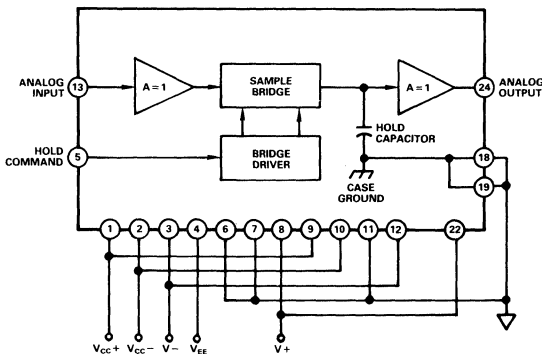 ANALOG
INPUT
13
A = 1
SAMPLE
BRIDGE
A = 1
24
ANALOG
OUTPUT
HOLD
CAPACITOR
HOLD
COMMAND
5
BRIDGE
DRIVER
CASE
GROUND
18
19
1
2
3
4
6
7
8
9
10
11
12
22
VCC+
VCC−
V−
VEE
V+